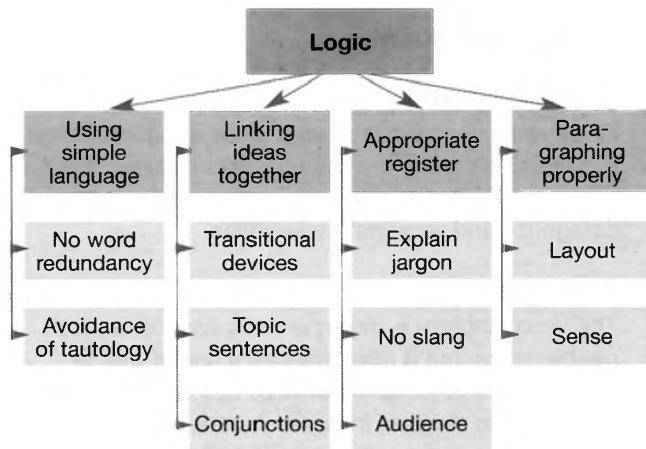 Logic
Using
simple
language
Linking
ideas
together
Appropriate
register
Para-
graphing
properly
No word
redundancy
Transitional
devices
Explain
jargon
Layout
Avoidance
of tautology
Topic
sentences
No slang
Sense
Conjunctions
Audience